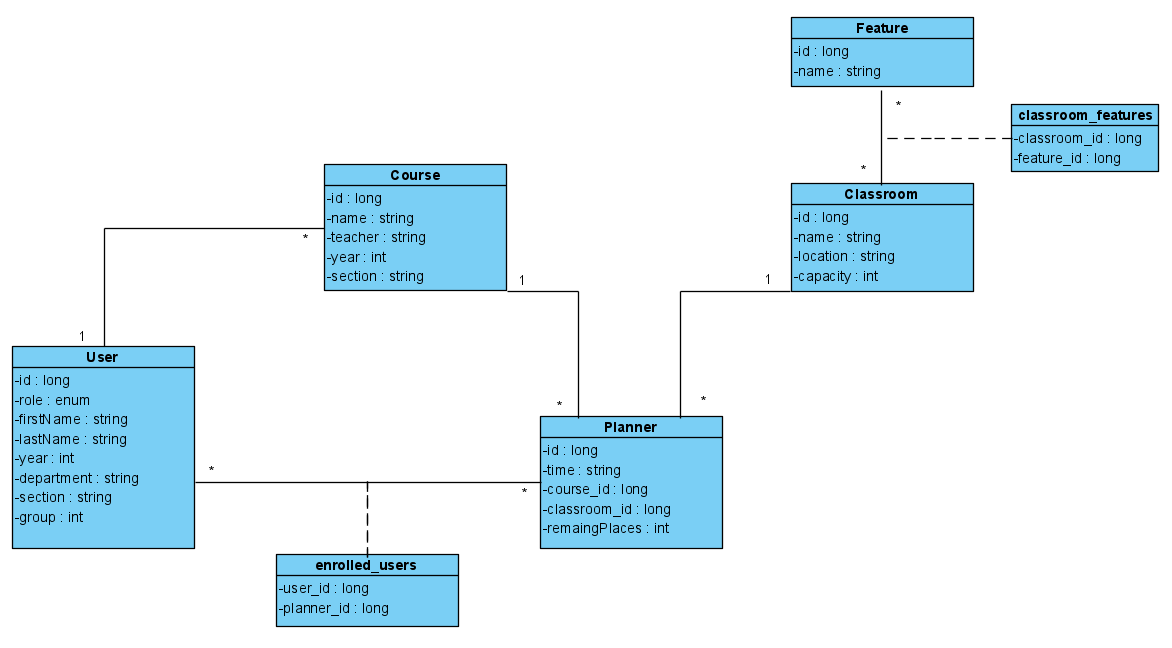 Feature
-id : long
-name : string
*
*
classroom_features
-classroom_id : long
-feature_id : long
Classroom
-id : long
-name : string
-location : string
-capacity : int
Course
-id : long
-name : string
-teacher : string
-year : int
-section : string
*
1
1
1
*
*
User
-id : long
-role : enum
-firstName : string
-lastName : string
-year : int
-department : string
-section : string
-group : int
*
*
Planner
-id : long
-time : string
-course_id : long
-classroom_id : long
-remaingPlaces : int
enrolled_users
-user_id : long
-planner_id : long